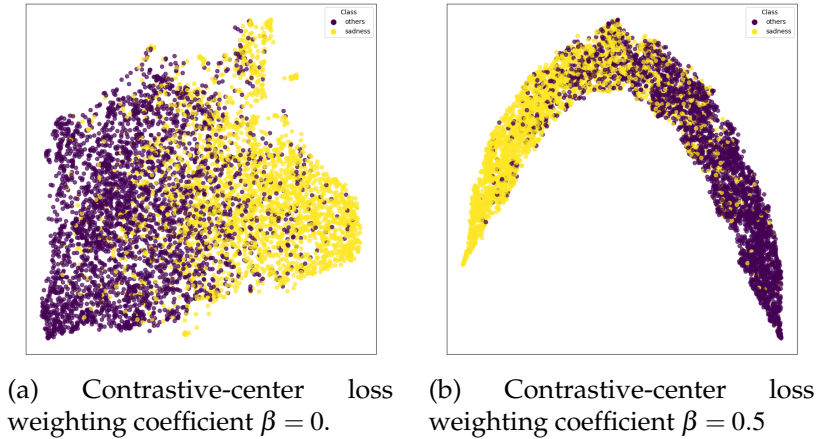 Class
others
sadness
Class
others
sadness
(a) Contrastive-center loss
weighting coefficient β = 0.
(b) Contrastive-center loss
weighting coefficient β = 0.5